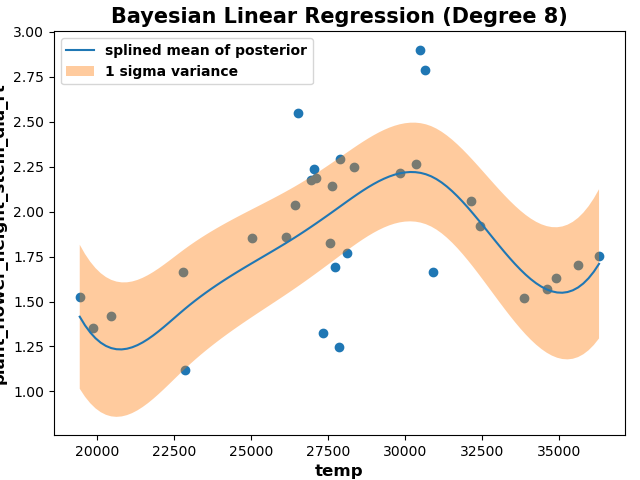 Bayesian Linear Regression (Degree 8)
splined mean of posterior
1 sigma variance
3.00
2.75
2.50
2.25
2.00
1.75
1.50
1.25
1.00
plant_flower_height_stem_dia_ft
20000 22500 25000 27500 30000 32500 35000
temp